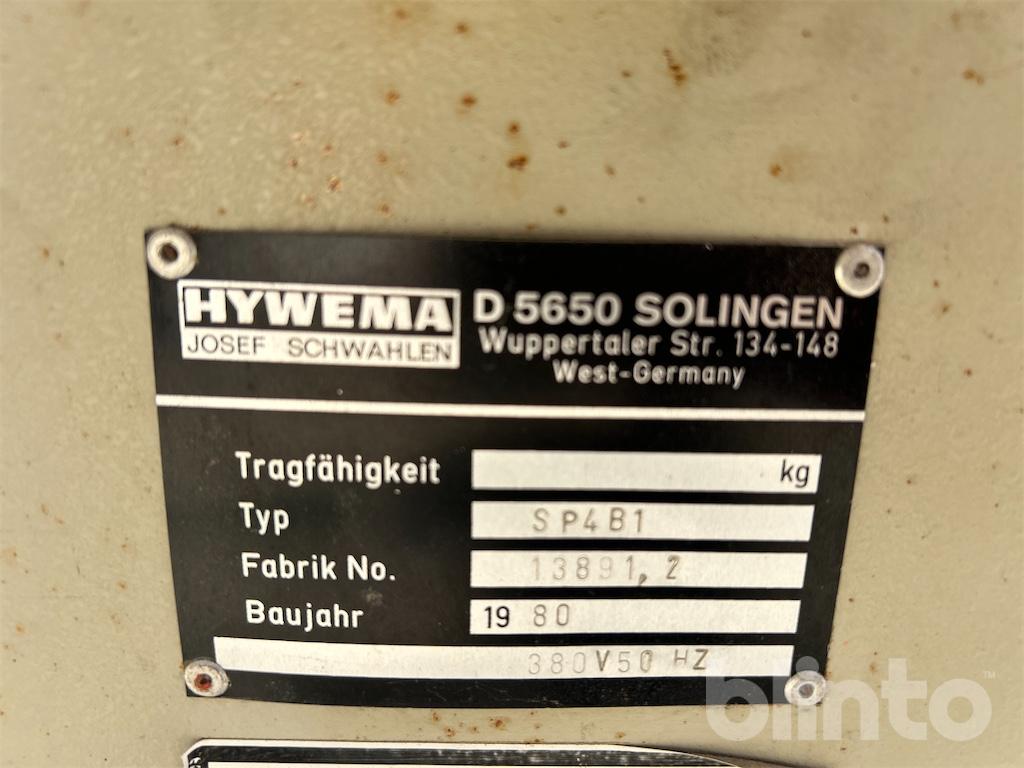 HYWEMA
JOSEF SCHWAHLEN
D 5650 SOLINGEN
Wuppertaler Str. 134-148
West-Germany
Tragfähigkeit kg
Typ SP4B1
Fabrik No. 13891,2
Baujahr 19 80
380V50 HZ
blinto™